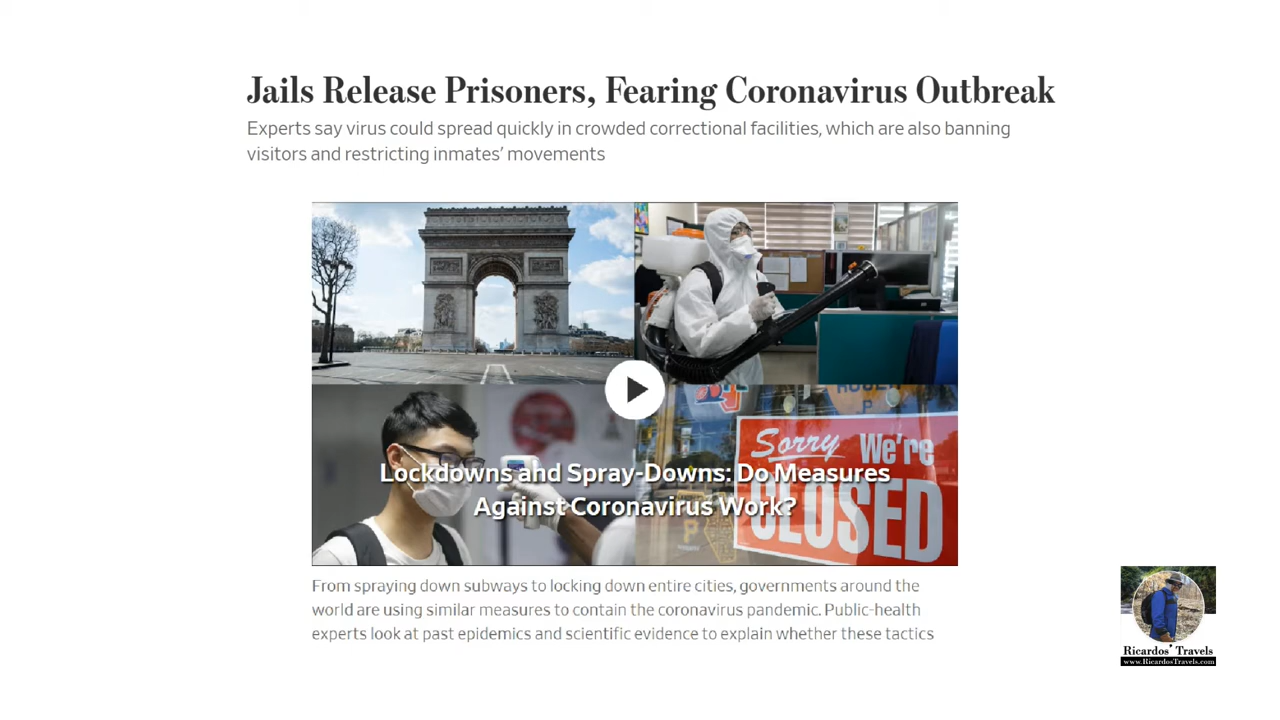 Jails Release Prisoners, Fearing Coronavirus Outbreak
Experts say virus could spread quickly in crowded correctional facilities, which are also banning
visitors and restricting inmates' movements
Sorry We're
CLOSED
Lockdowns and Spray-Downs: Do Measures
Against Coronavirus Work?
From spraying down subways to locking down entire cities, governments around the
world are using similar measures to contain the coronavirus pandemic. Public-health
experts look at past epidemics and scientific evidence to explain whether these tactics
Ricardos' Travels
www.RicardosTravels.com